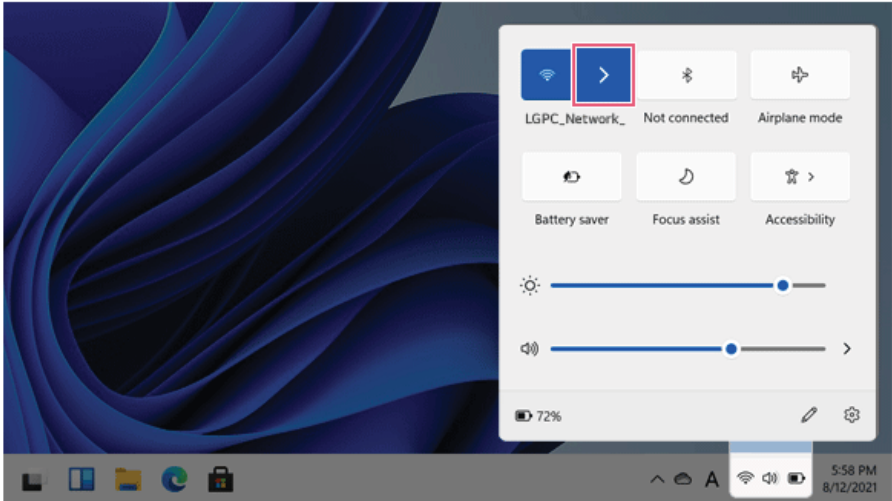 LGPC_Network_
Not connected
Airplane mode
Battery saver
Focus assist
Accessibility
72%
A
5:58 PM
8/12/2021